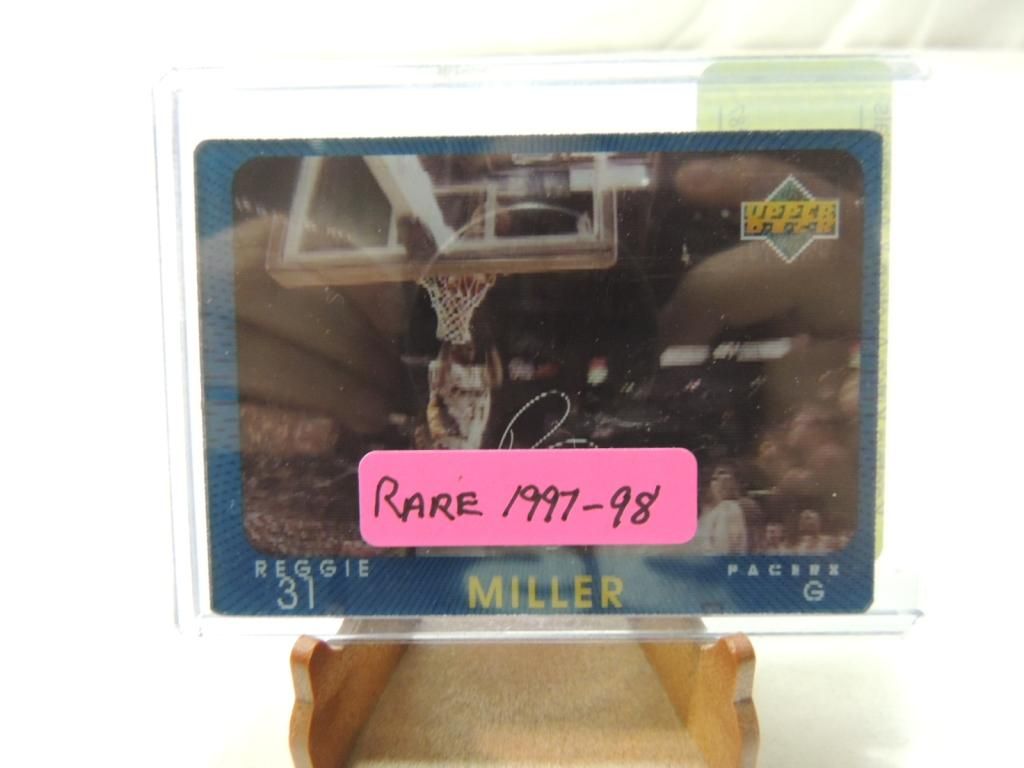 UPPER
DECK
RARE 1997-98
REGGIE
31
MILLER
PACERS
G